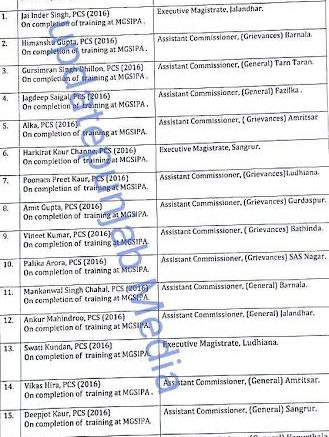 1. Jai Inder Singh, PCS (2016) Executive Magistrate, Jalandhar.
On completion of training at MGSIPA.
2. Himanshu Gupta, PCS (2016) Assistant Commissioner, (Grievances) Barnala.
On completion of training at MGSIPA.
3. Gursimran Singh Dhillon, PCS (2016) Assistant Commissioner, (General) Tarn Taran.
On completion of training at MGSIPA.
4. Jagdeep Saigal, PCS (2016) Assistant Commissioner, (General) Fazilka .
On completion of training at MGSIPA.
5. Alka, PCS (2016) Assistant Commissioner, ( Grievances) Amritsar
On completion of training at MGSIPA.
6. Harkirat Kaur Channe, PCS (2016) Executive Magistrate, Sangrur.
On completion of training at MGSIPA.
7. Poonam Preet Kaur, PCS (2016) Assistant Commissioner, (Grievances) Ludhiana.
On completion of training at MGSIPA.
8. Amit Gupta, PCS (2016) Assistant Commissioner, ( Grievances) Gurdaspur.
On completion of training at MGSIPA.
9. Vineet Kumar, PCS (2016) Assistant Commissioner, (Grievances) Bathinda.
On completion of training at MGSIPA.
10. Palika Arora, PCS (2016) Assistant Commissioner, (Grievances) SAS Nagar.
On completion of training at MGSIPA.
11. Mankanwal Singh Chahal, PCS (2016) Assistant Commissioner, (General) Barnala.
On completion of training at MGSIPA.
12. Ankur Mahindroo, PCS (2016) Assistant Commissioner, (General) Jalandhar.
On completion of training at MGSIPA.
13. Swati Kundan, PCS (2016) Executive Magistrate, Ludhiana.
On completion of training at MGSIPA.
14. Vikas Hira, PCS (2016) Assistant Commissioner, (General) Amritsar.
On completion of training at MGSIPA.
15. Deepjot Kaur, PCS (2016) Assistant Commissioner, (General) Sangrur.
On completion of training at MGSIPA.